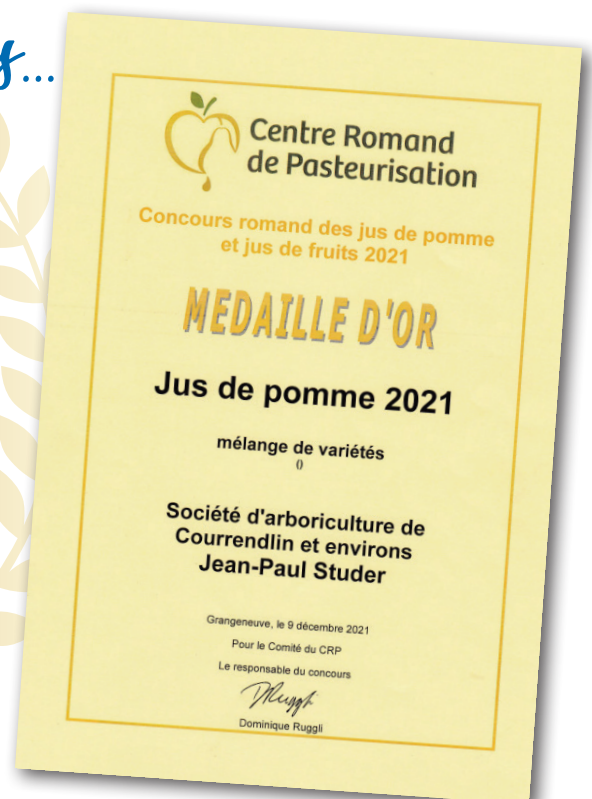 Centre Romand
de Pasteurisation
Concours romand des jus de pomme
et jus de fruits 2021
MEDAILLE D'OR
Jus de pomme 2021
mélange de variétés
()
Société d'arboriculture de
Courrendlin et environs
Jean-Paul Studer
Grangeneuve, le 9 décembre 2021
Pour le Comité du CRP
Le responsable du concours
DRuggli
Dominique Ruggli